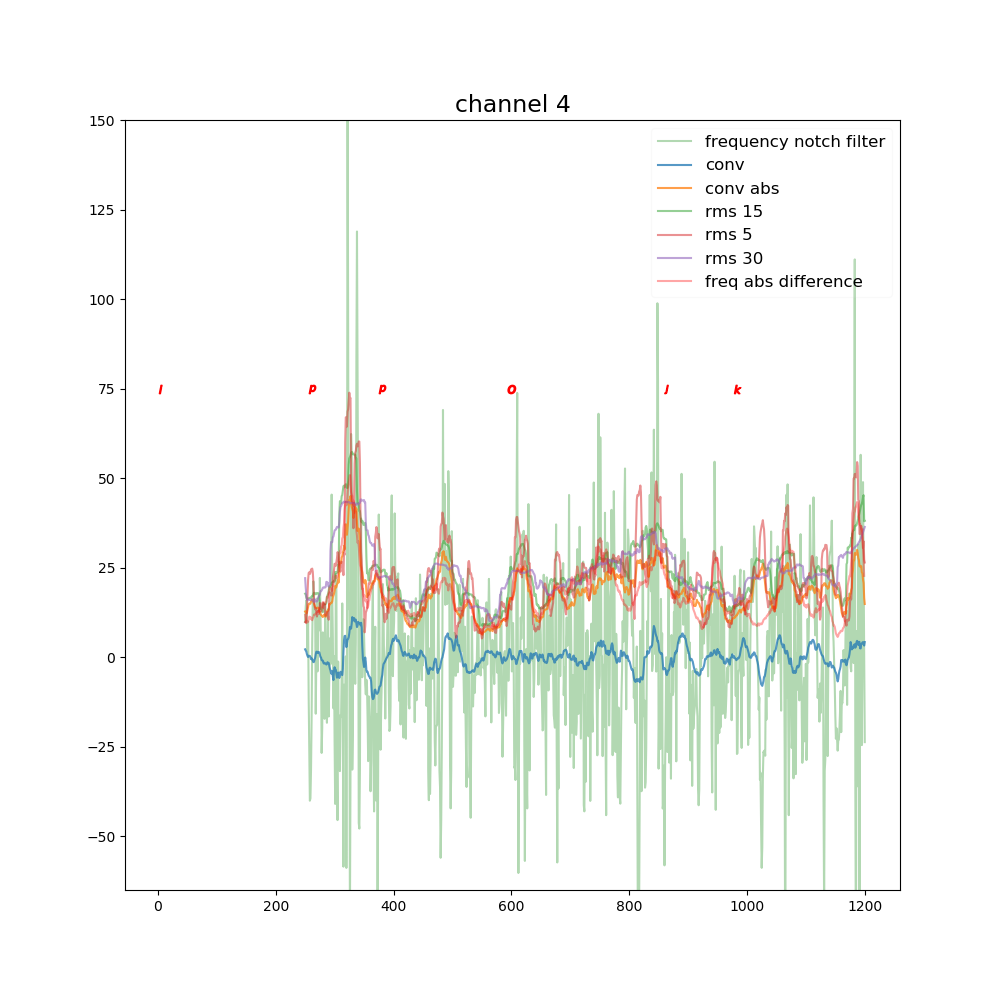 channel 4
150
125
100
75
50
25
0
−25
−50
frequency notch filter
conv
conv abs
rms 15
rms 5
rms 30
freq abs difference
l p p o j k
0 200 400 600 800 1000 1200